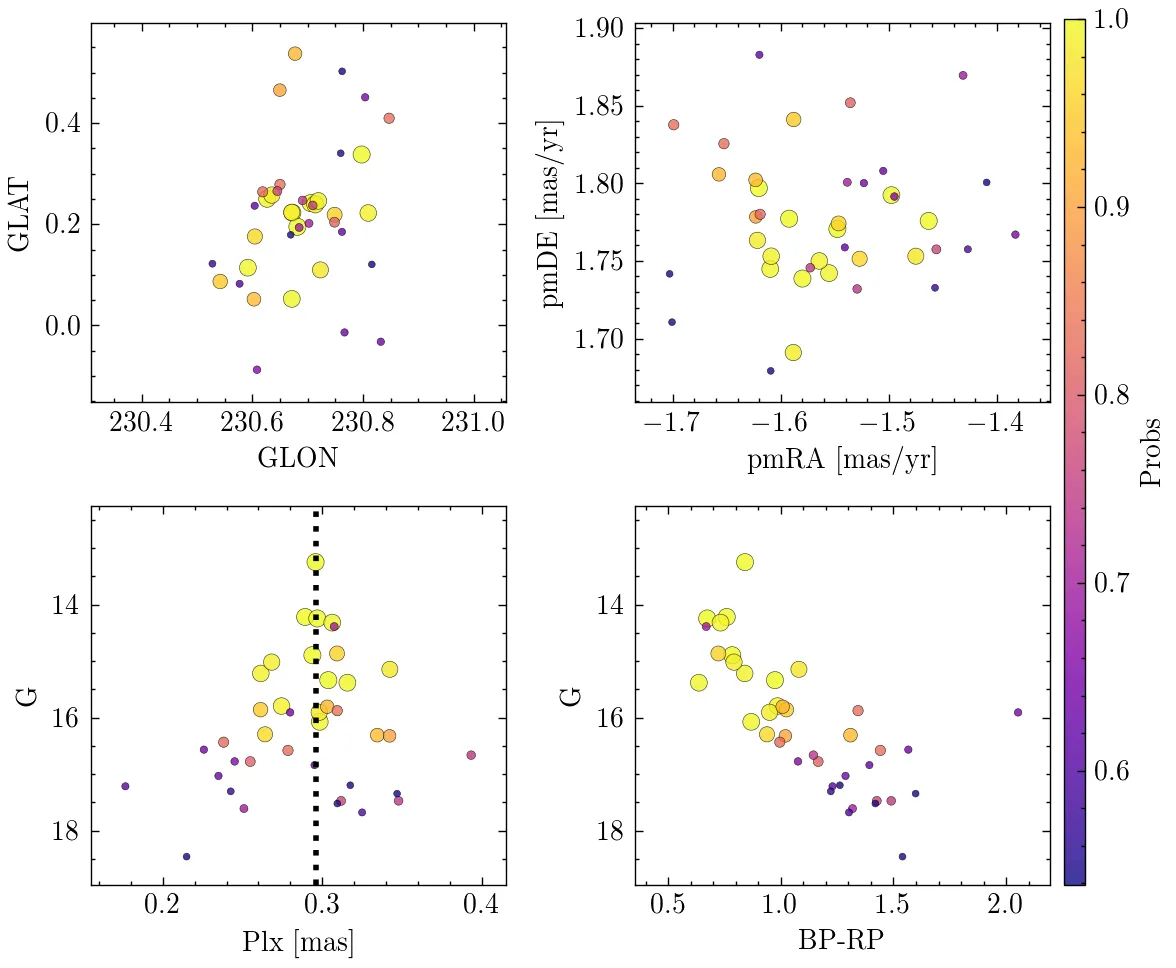 GLAT
0.4
0.2
0.0
230.4 230.6 230.8 231.0
GLON
pmDE [mas/yr]
1.90
1.85
1.80
1.75
1.70
−1.7 −1.6 −1.5 −1.4
pmRA [mas/yr]
1.0
0.9
0.8
0.7
0.6
Probs
G
14
16
18
0.2 0.3 0.4
Plx [mas]
G
14
16
18
0.5 1.0 1.5 2.0
BP-RP